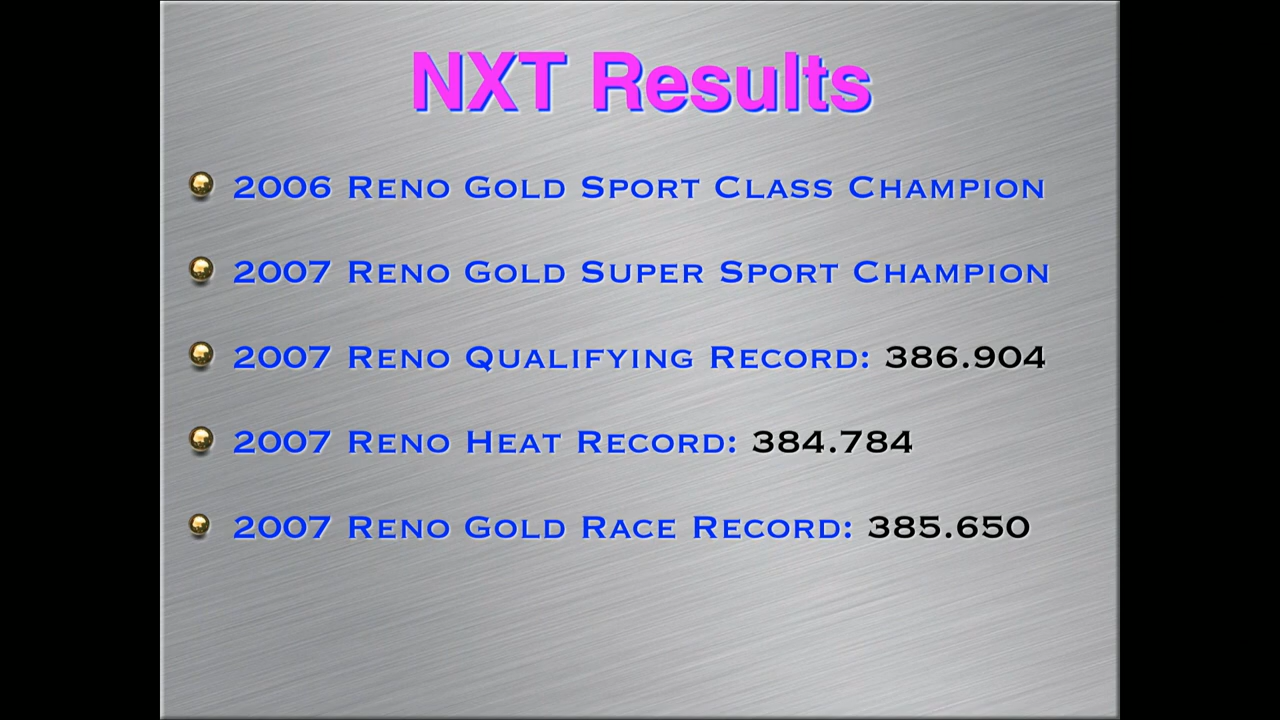 NXT Results
2006 Reno Gold Sport Class Champion
2007 Reno Gold Super Sport Champion
2007 Reno Qualifying Record: 386.904
2007 Reno Heat Record: 384.784
2007 Reno Gold Race Record: 385.650